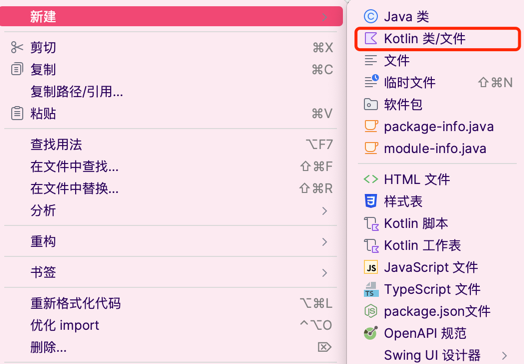 新建
剪切 ⌘X
复制 ⌘C
复制路径/引用...
粘贴 ⌘V
查找用法 ⌥F7
在文件中查找... ⇧⌘F
在文件中替换... ⇧⌘R
分析
重构
书签
重新格式化代码 ⌥⌘L
优化 import ^⌥O
删除... ⌦
Java 类
Kotlin 类/文件
文件
临时文件 ⇧⌘N
软件包
package-info.java
module-info.java
HTML 文件
样式表
Kotlin 脚本
Kotlin 工作表
JavaScript 文件
TypeScript 文件
package.json文件
OpenAPI 规范
Swing UI 设计器